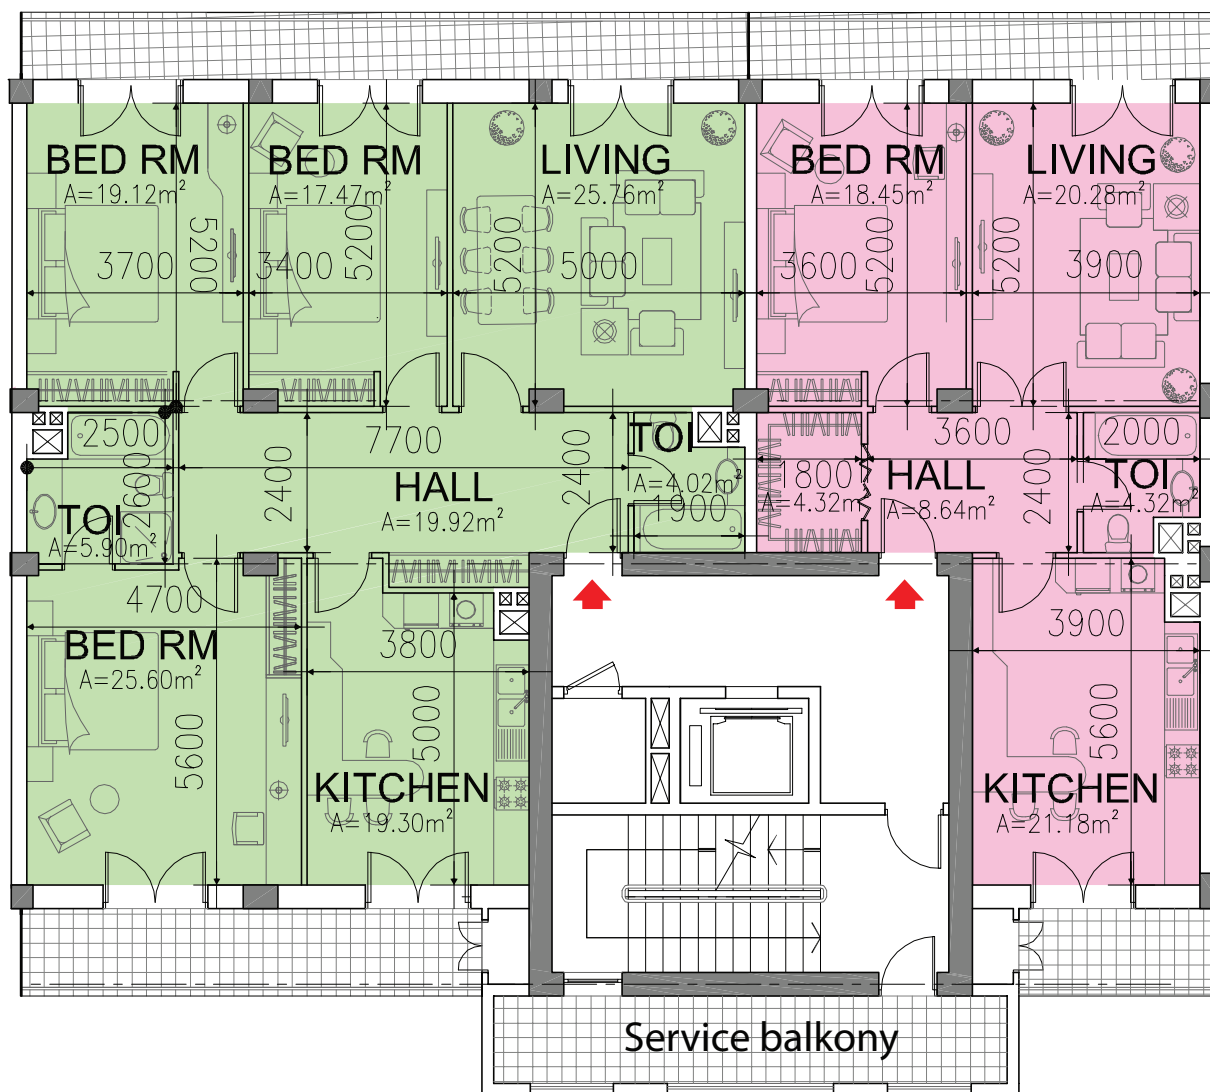 BED RM
A=19.12m²
3700
5200
BED RM
A=17.47m²
3400
5200
LIVING
A=25.76m²
5200
5000
BED RM
A=18.45m²
3600
5200
LIVING
A=20.28m²
5200
3900
2500
2600
TOI
A=5.90m²
7700
2400
HALL
A=19.92m²
2400
TOI
A=4.02m²
1900
1800
A=4.32m²
3600
HALL
A=8.64m²
2400
2000
TOI
A=4.32m²
4700
BED RM
A=25.60m²
5600
3800
5000
KITCHEN
A=19.30m²
3900
5600
KITCHEN
A=21.18m²
Service balkony